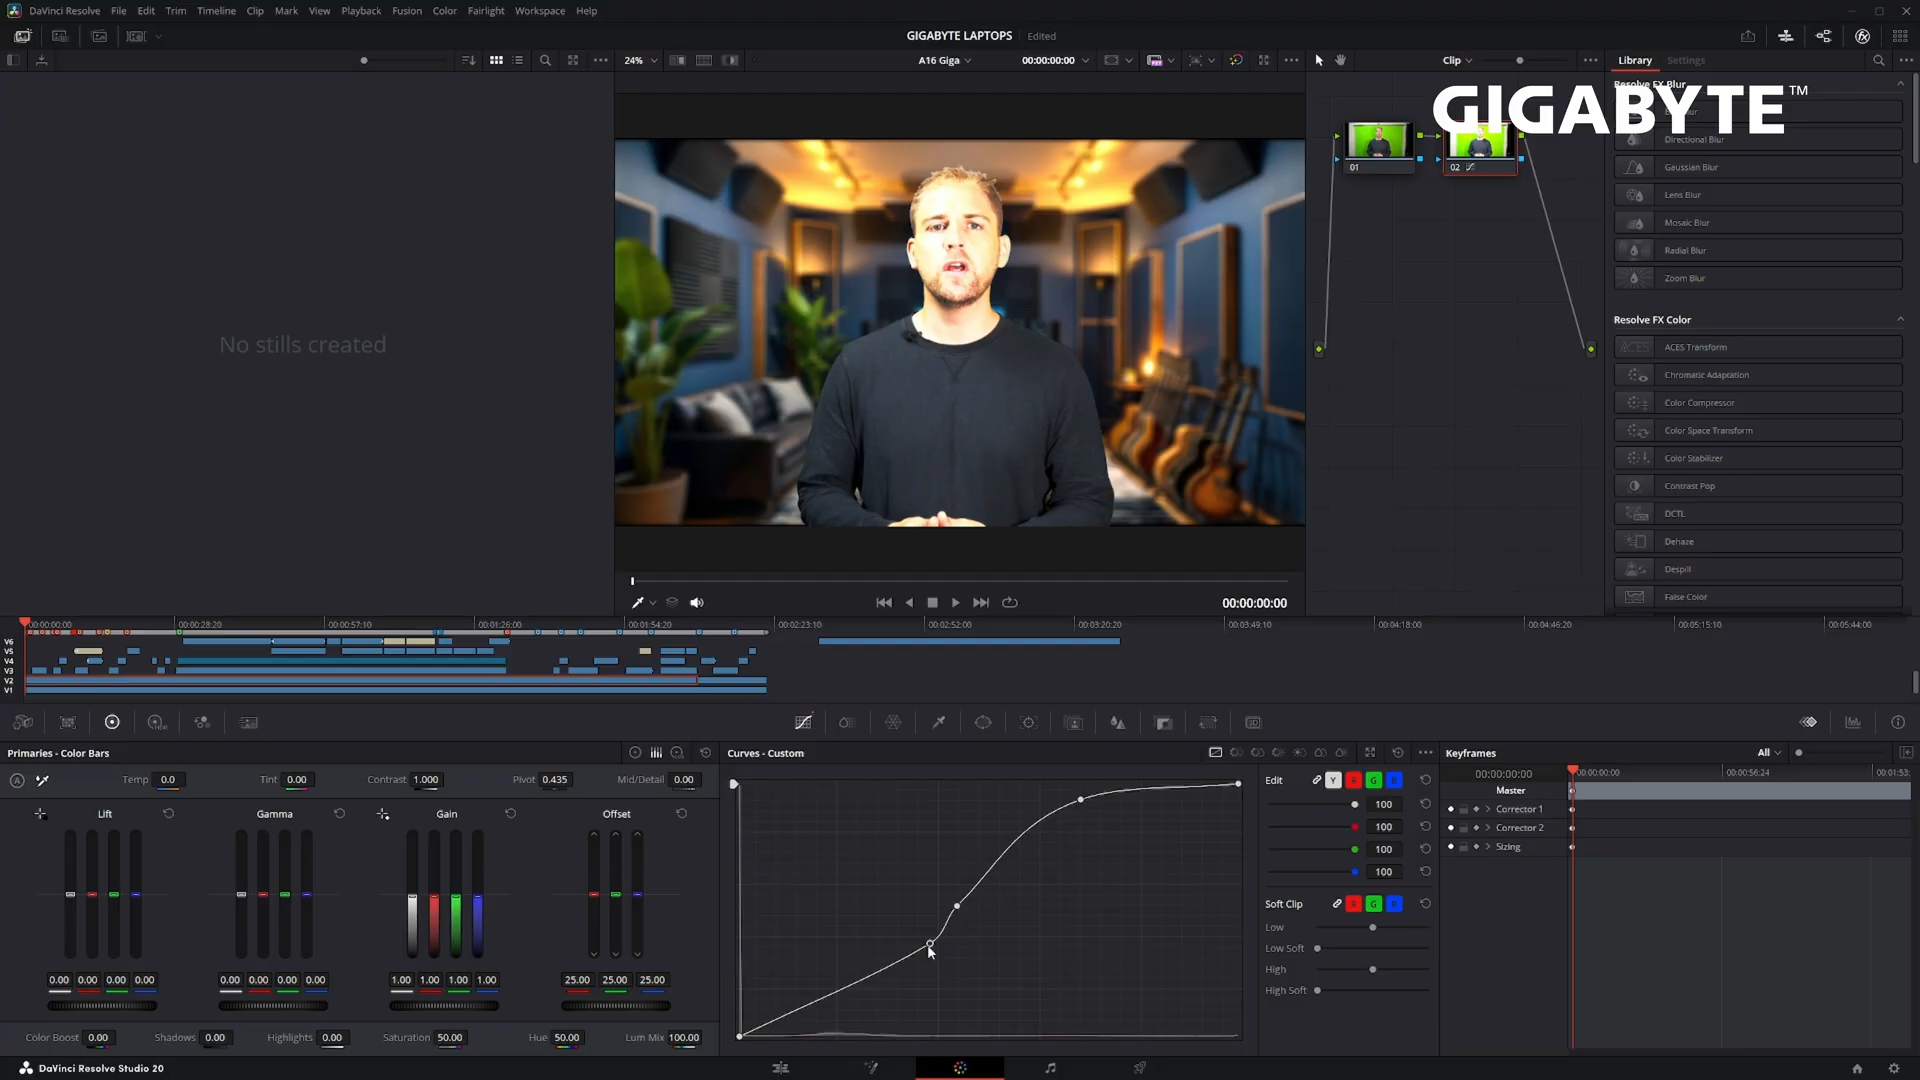 DaVinci Resolve File Edit Trim Timeline Clip Mark View Playback Fusion Color Fairlight Workspace Help
GIGABYTE LAPTOPS Edited
24% A16 Giga 00:00:00:00 Clip Library Settings
Resolve FX Blur
GIGABYTE™
Directional Blur
01 02 Gaussian Blur
Lens Blur
Mosaic Blur
Radial Blur
Zoom Blur
Resolve FX Color
No stills created
ACES Transform
Chromatic Adaptation
Color Compressor
Color Space Transform
Color Stabilizer
Contrast Pop
DCTL
Dehaze
Despill
False Color
00:00:00:00
00:00:00:00 00:00:28:20 00:00:57:10 00:01:26:00 00:01:54:20 00:02:23:10 00:02:52:00 00:03:20:20 00:03:49:10 00:04:18:00 00:04:46:20 00:05:15:10 00:05:44:00
V6
V5
V4
V3
V2
V1
Primaries - Color Bars Curves - Custom Keyframes All
Temp 0.0 Tint 0.00 Contrast 1.000 Pivot 0.435 Mid/Detail 0.00
Edit Y R G B
00:00:00:00 00:00:00:00 00:00:56:24 00:01:53:
Master
Lift Gamma Gain Offset
100
100
100
100
Corrector 1
Corrector 2
Sizing
Soft Clip R G B
Low
Low Soft
High
High Soft
0.00 0.00 0.00 0.00 0.00 0.00 0.00 0.00 1.00 1.00 1.00 1.00 25.00 25.00 25.00
Color Boost 0.00 Shadows 0.00 Highlights 0.00 Saturation 50.00 Hue 50.00 Lum Mix 100.00
DaVinci Resolve Studio 20